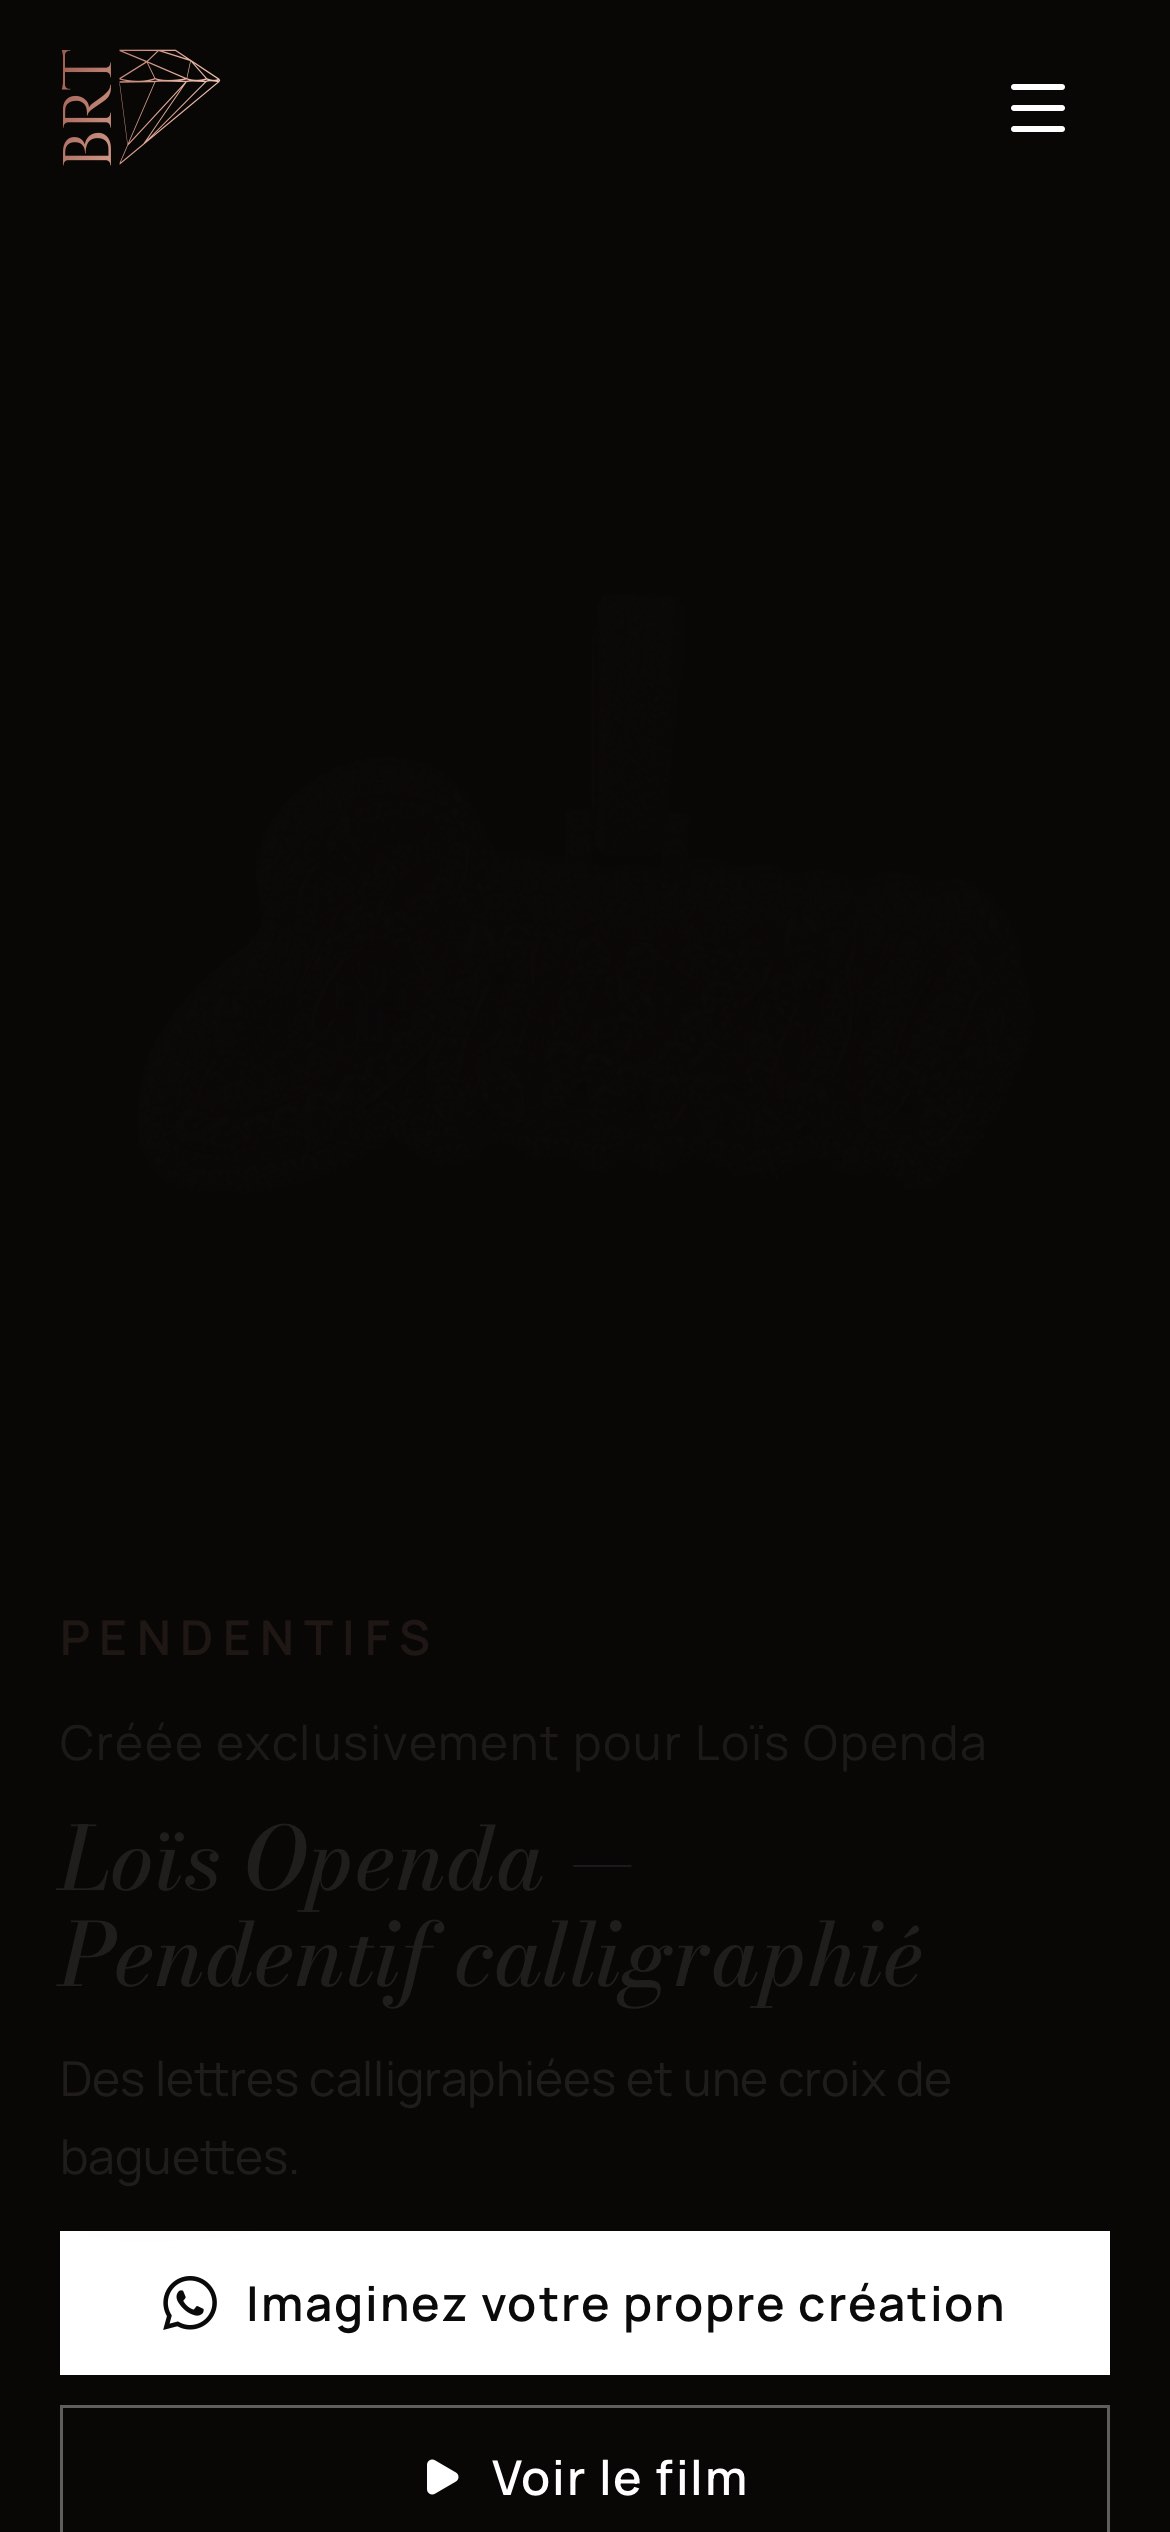 BRT
PENDENTIFS
Créée exclusivement pour Loïs Openda
Loïs Openda —
Pendentif calligraphié
Des lettres calligraphiées et une croix de
baguettes.
Imaginez votre propre création
Voir le film